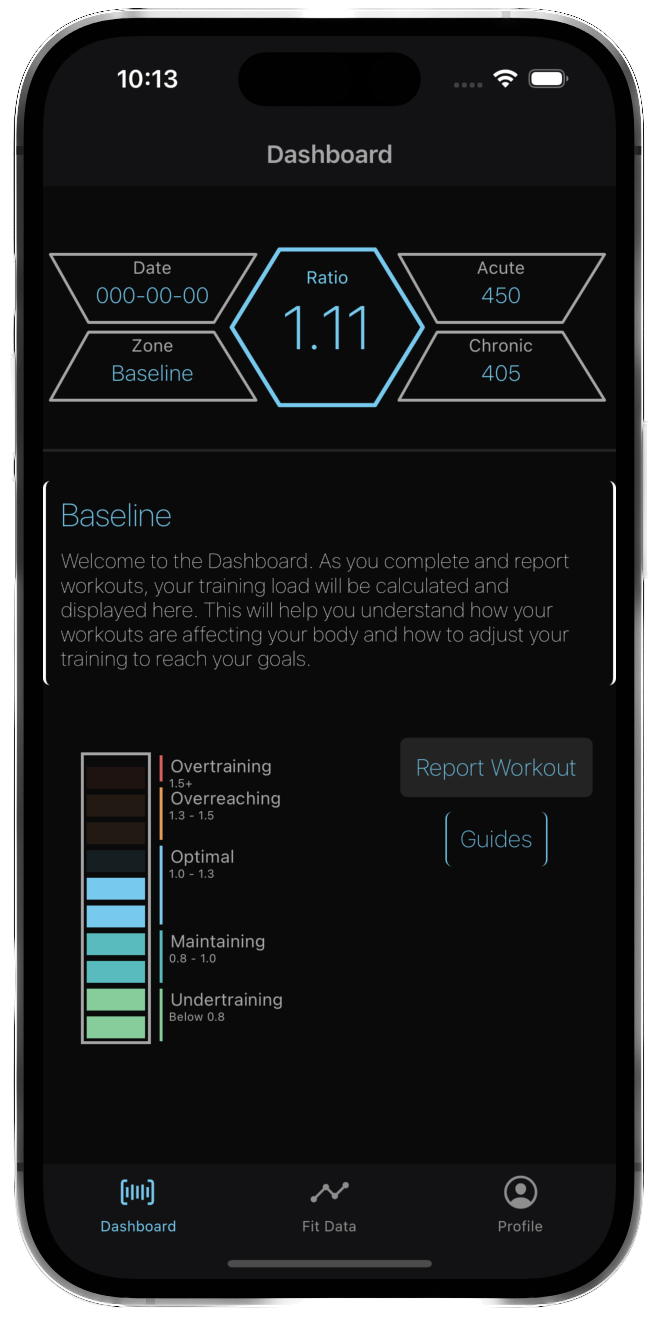 10:13
Dashboard
Date
000-00-00
Zone
Baseline
Ratio
1.11
Acute
450
Chronic
405
Baseline
Welcome to the Dashboard. As you complete and report
workouts, your training load will be calculated and
displayed here. This will help you understand how your
workouts are affecting your body and how to adjust your
training to reach your goals.
Overtraining
1.5+
Overreaching
1.3 - 1.5
Optimal
1.0 - 1.3
Maintaining
0.8 - 1.0
Undertraining
Below 0.8
Report Workout
Guides
Dashboard
Fit Data
Profile